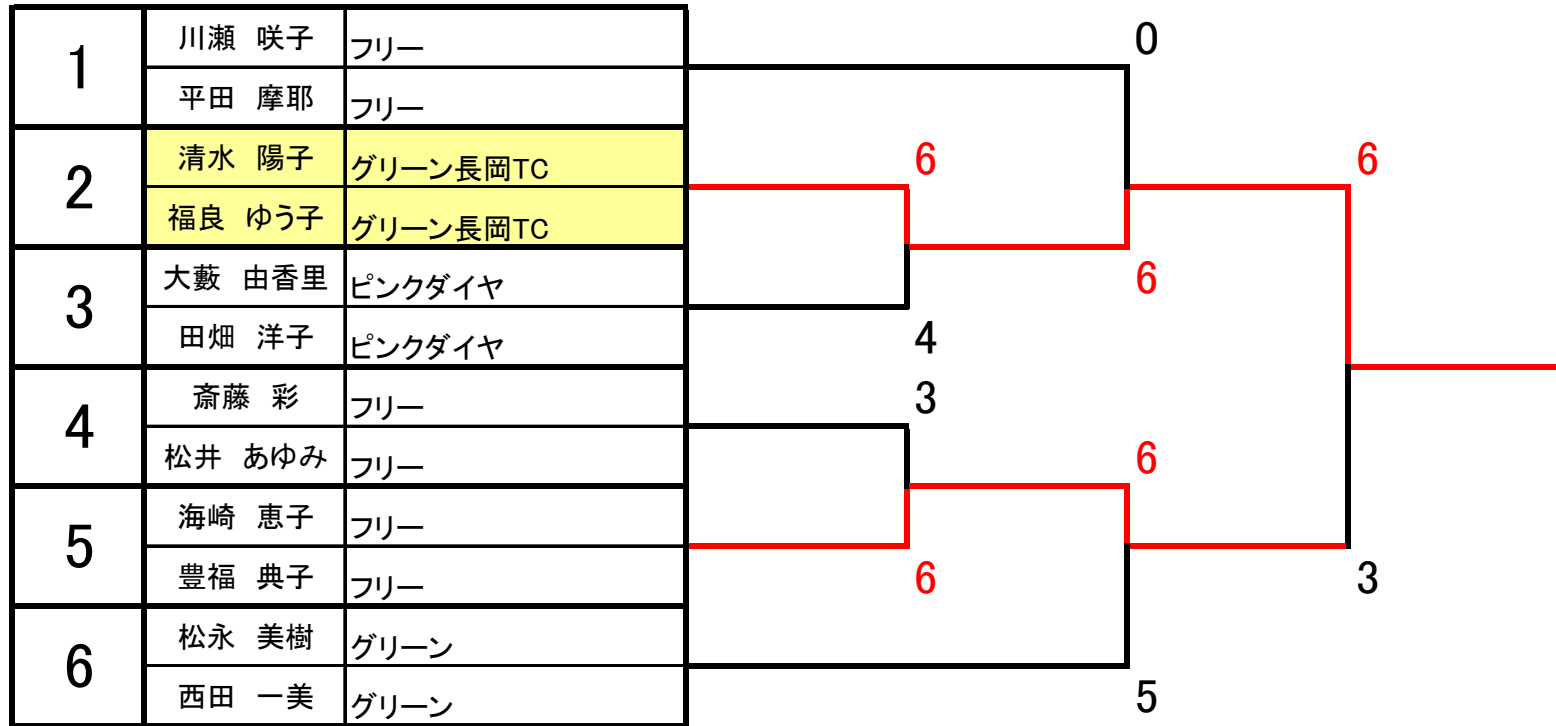 1
川瀬 咲子 フリー
平田 摩耶 フリー
2
清水 陽子 グリーン長岡TC
福良 ゆう子 グリーン長岡TC
3
大藪 由香里 ピンクダイヤ
田畑 洋子 ピンクダイヤ
4
斎藤 彩 フリー
松井 あゆみ フリー
5
海崎 恵子 フリー
豊福 典子 フリー
6
松永 美樹 グリーン
西田 一美 グリーン
6
4
3
6
0
6
6
5
6
3